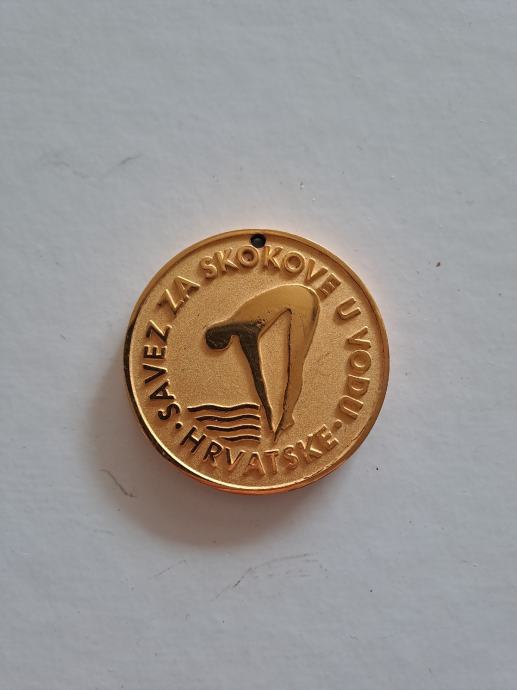 SAVEZ ZA SKOKOVE U VODU
· HRVATSKE ·